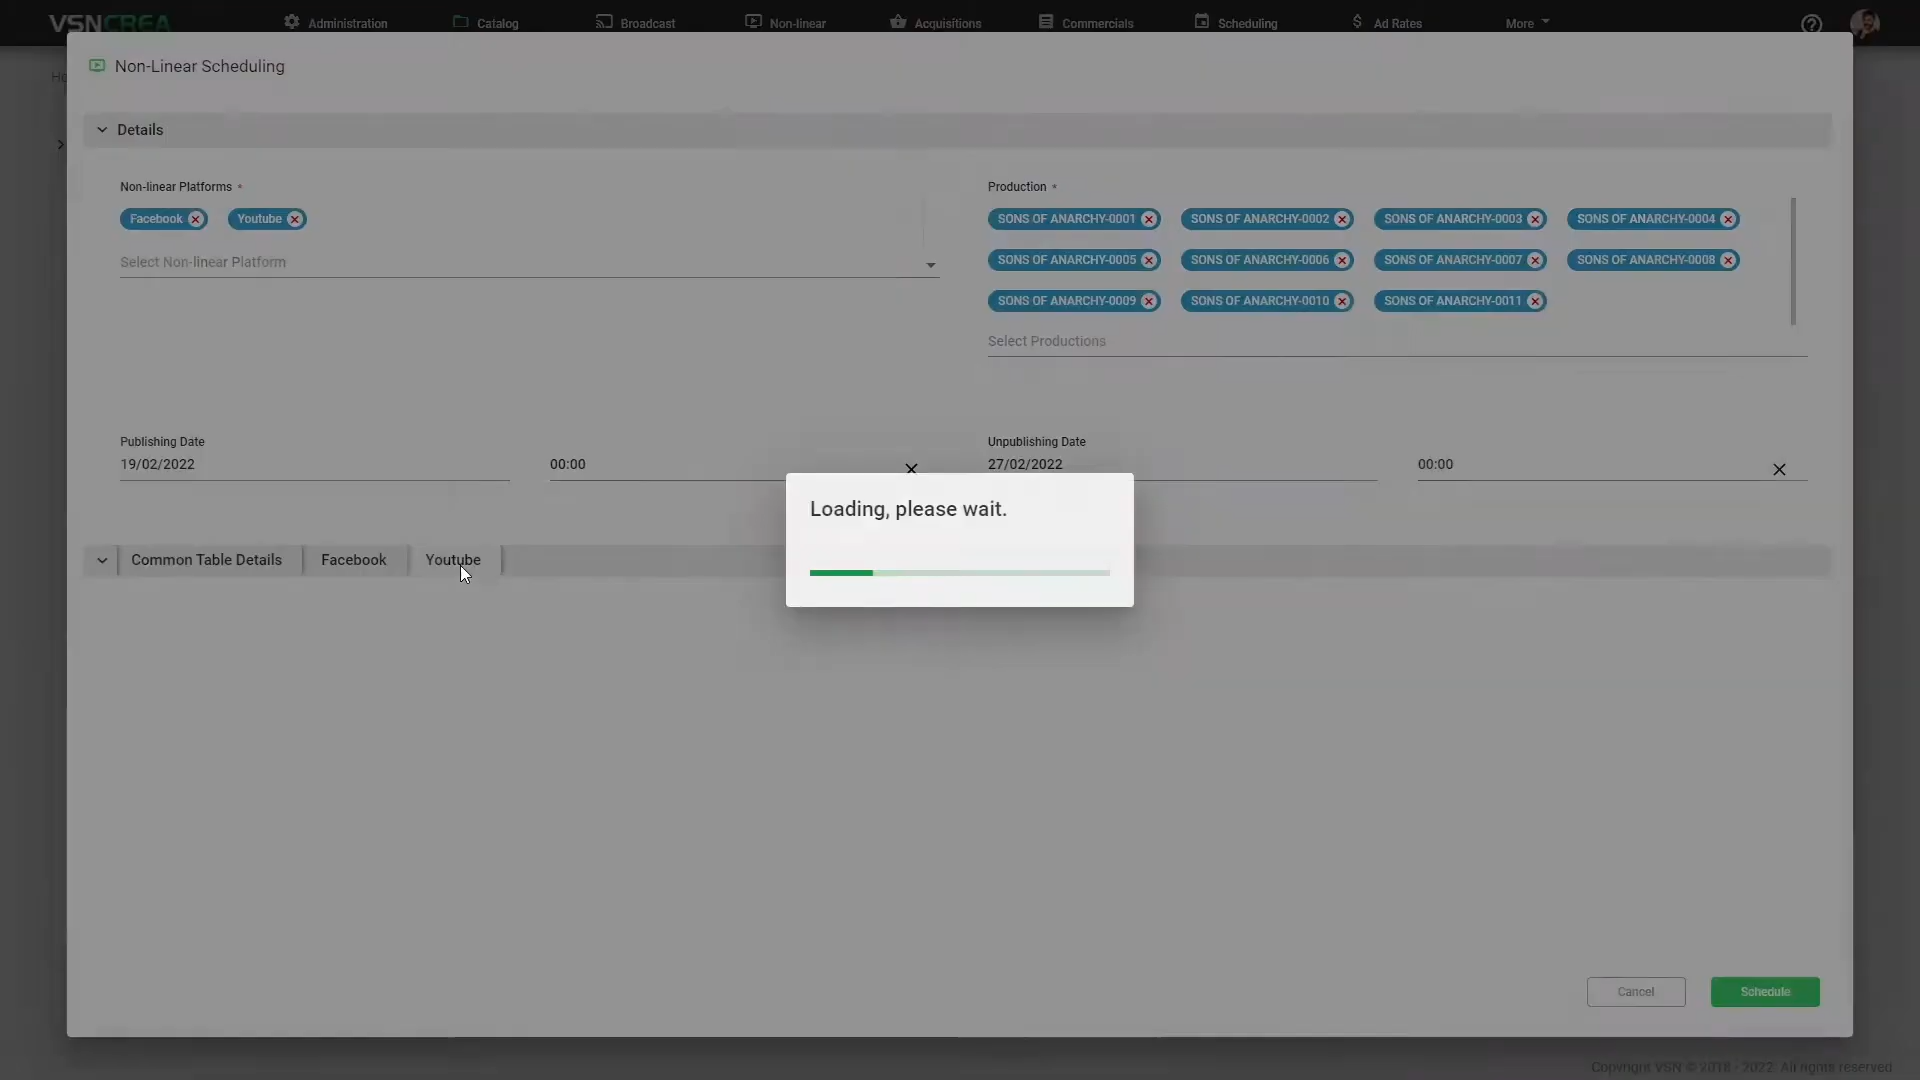 VSNCREA Administration Catalog Broadcast Non-linear Acquisitions Commercials Scheduling Ad Rates More
Non-Linear Scheduling
Details
Non-linear Platforms * Production *
Facebook Youtube SONS OF ANARCHY-0001 SONS OF ANARCHY-0002 SONS OF ANARCHY-0003 SONS OF ANARCHY-0004
Select Non-linear Platform SONS OF ANARCHY-0005 SONS OF ANARCHY-0006 SONS OF ANARCHY-0007 SONS OF ANARCHY-0008
SONS OF ANARCHY-0009 SONS OF ANARCHY-0010 SONS OF ANARCHY-0011
Select Productions
Publishing Date Unpublishing Date
19/02/2022 00:00 27/02/2022 00:00
Loading, please wait.
Common Table Details Facebook Youtube
Cancel Schedule
Copyright VSN © 2018 - 2022. All rights reserved